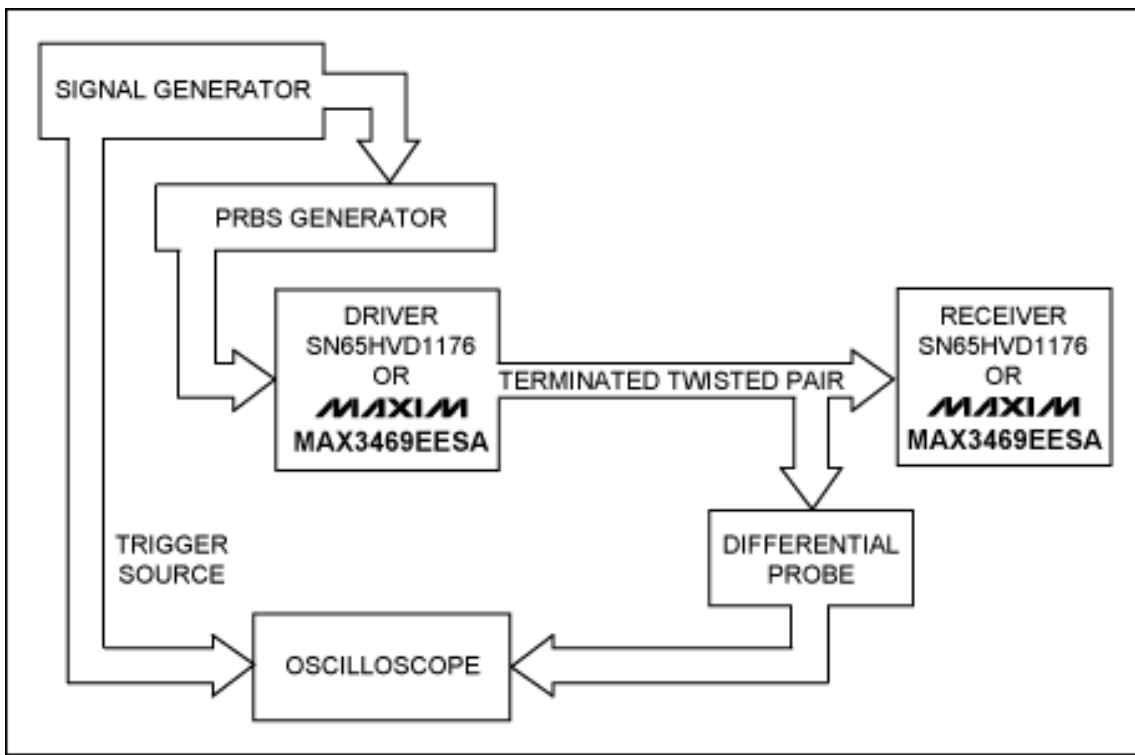 SIGNAL GENERATOR
PRBS GENERATOR
DRIVER
SN65HVD1176
OR
MAXIM
MAX3469EESA
TERMINATED TWISTED PAIR
RECEIVER
SN65HVD1176
OR
MAXIM
MAX3469EESA
TRIGGER
SOURCE
DIFFERENTIAL
PROBE
OSCILLOSCOPE